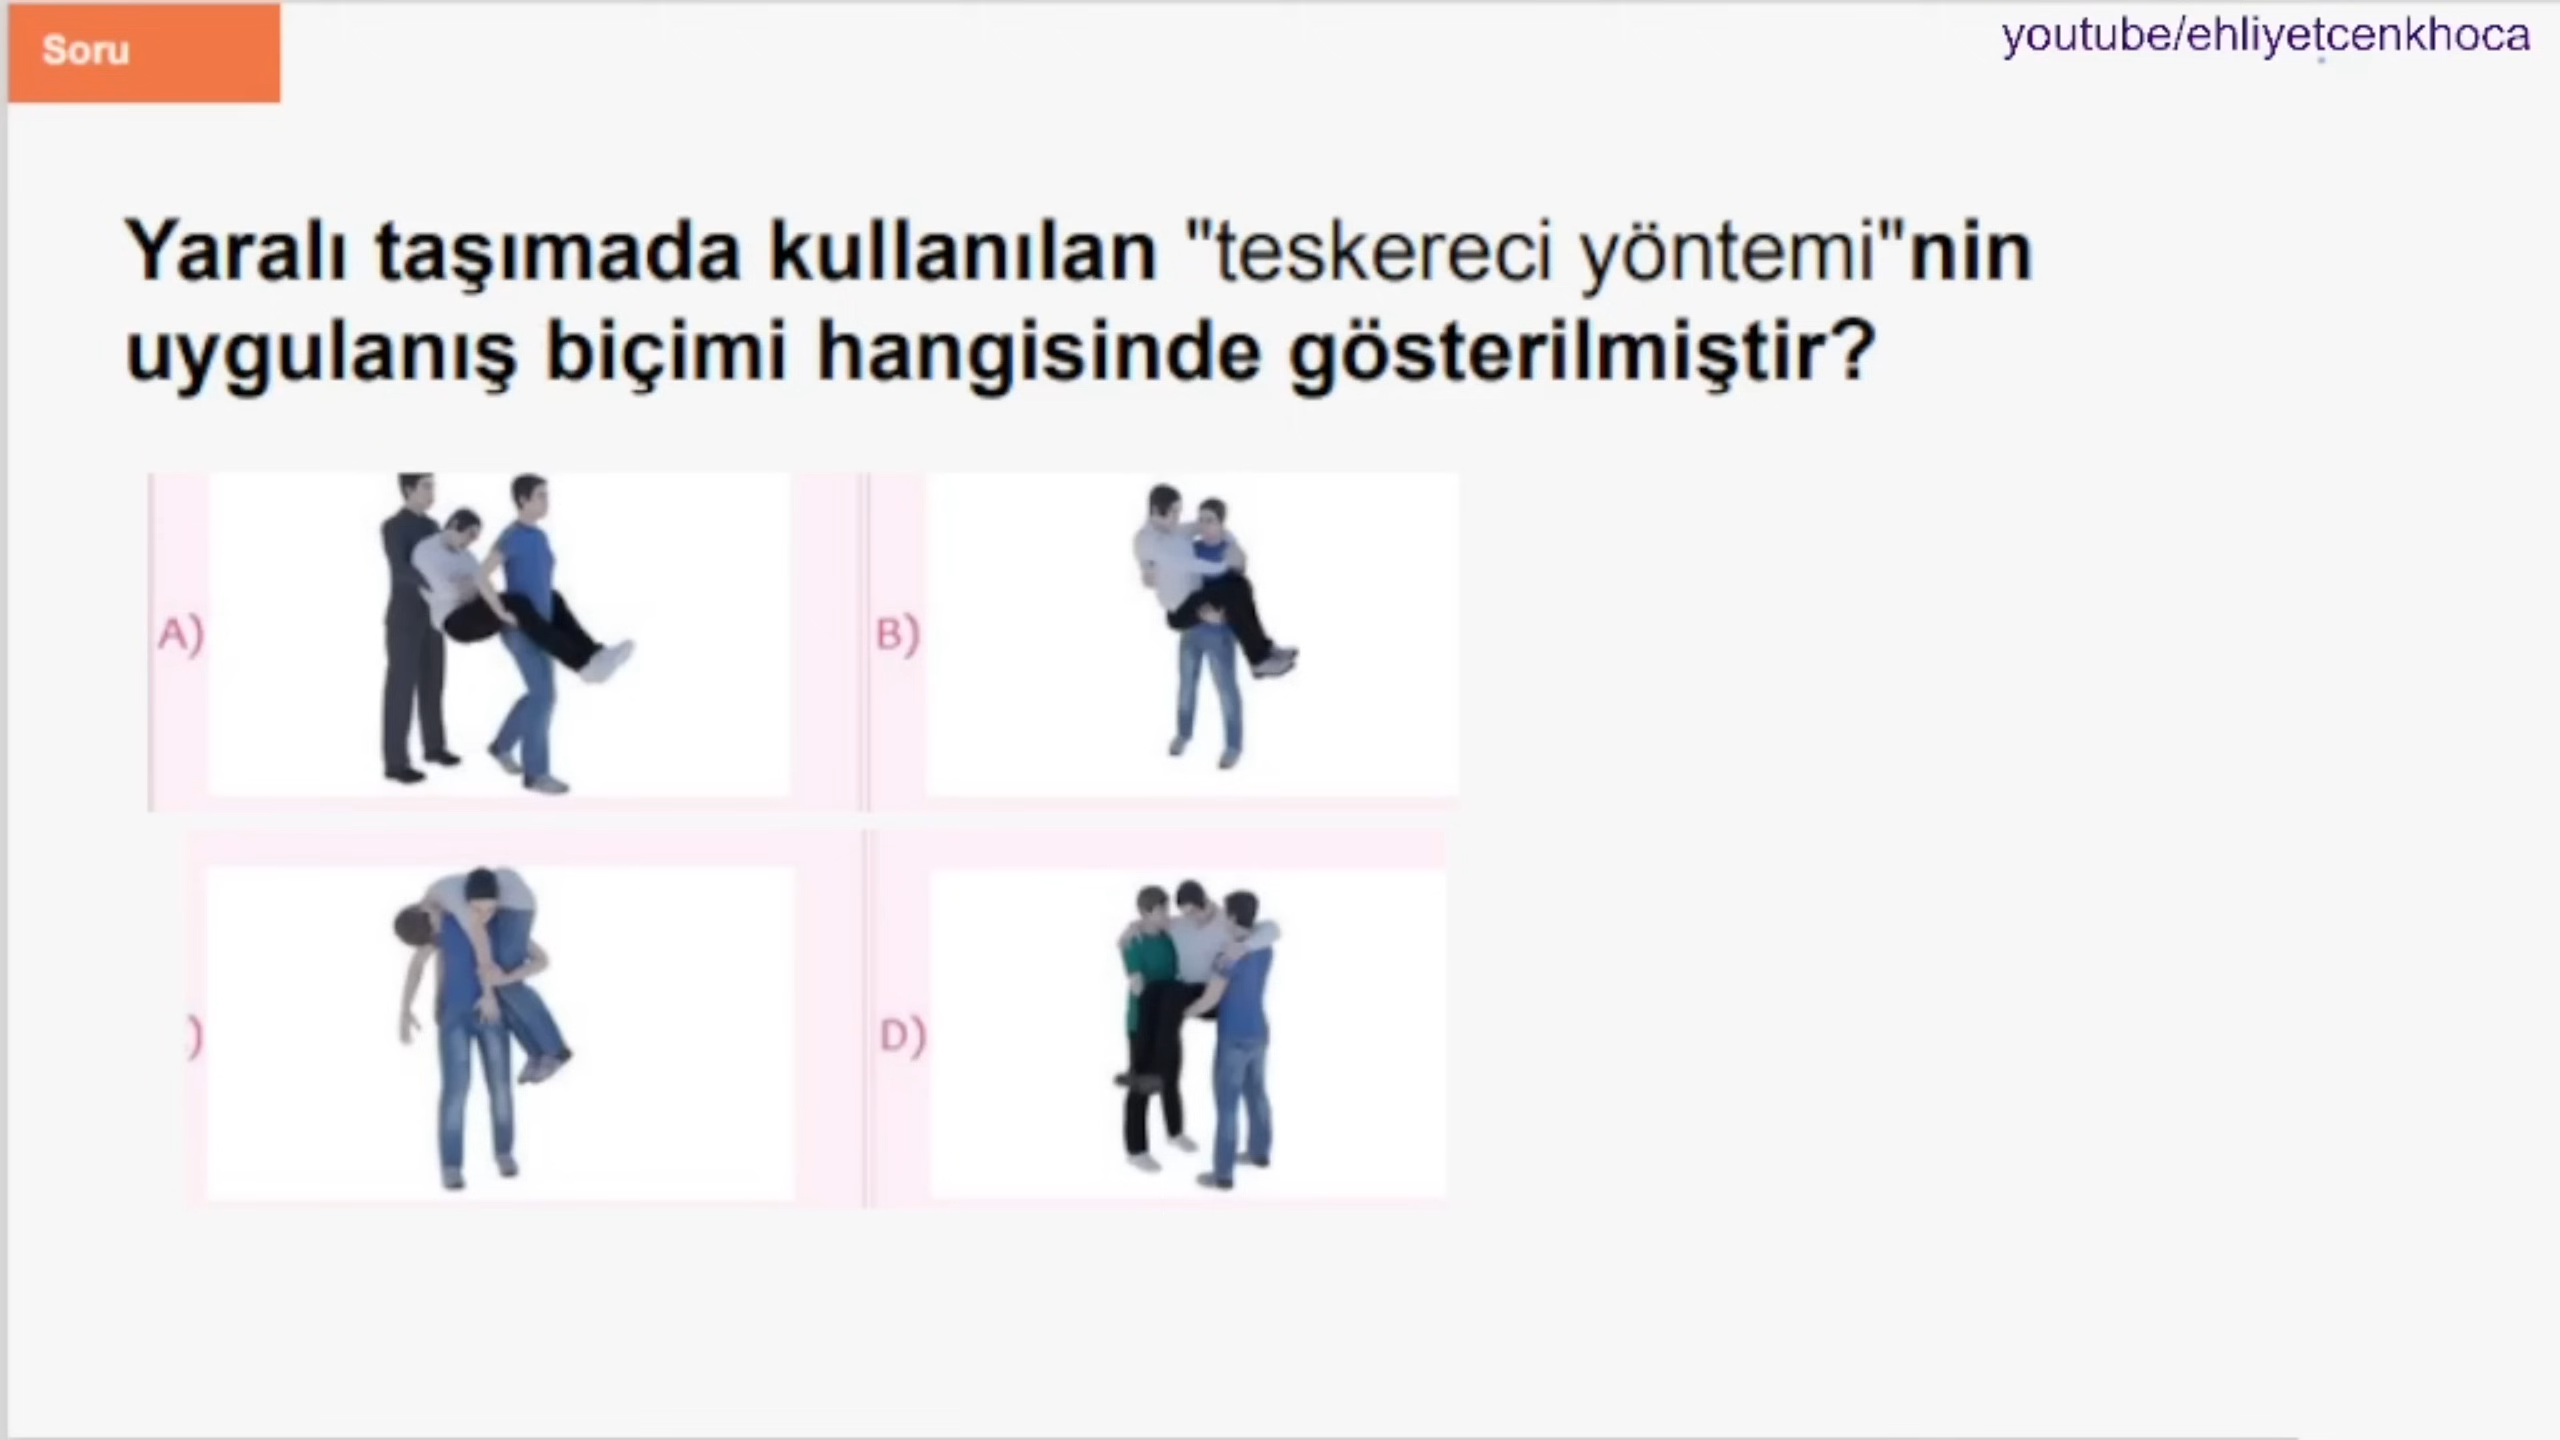 Soru
youtube/ehliyetcenkhoca
Yaralı taşımada kullanılan "teskereci yöntemi"nin
uygulanış biçimi hangisinde gösterilmiştir?
A)
B)
)
D)